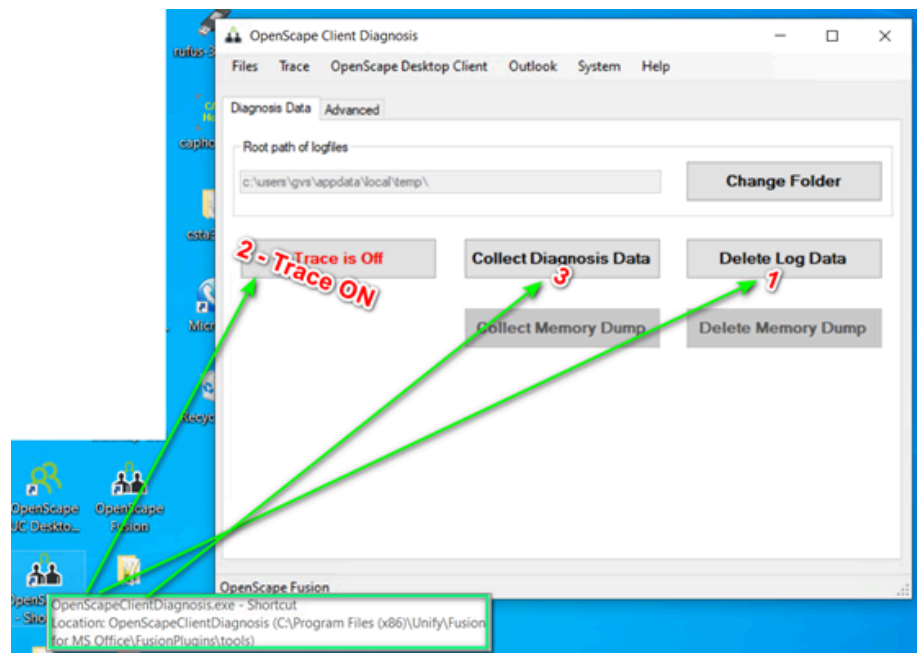 OpenScape Client Diagnosis
Files Trace OpenScape Desktop Client Outlook System Help
Diagnosis Data Advanced
Root path of logfiles
c:\users\gvs\appdata\local\temp\
Change Folder
Trace is Off
2 - Trace ON
Collect Diagnosis Data
3
Delete Log Data
1
Collect Memory Dump
Delete Memory Dump
Recyc
OpenScape
UC Deskto...
OpenScape
Fusion
OpenScape Fusion
- Sho
OpenScapeClientDiagnosis.exe - Shortcut
Location: OpenScapeClientDiagnosis (C:\Program Files (x86)\Unify\Fusion
for MS Office\FusionPlugins\tools)